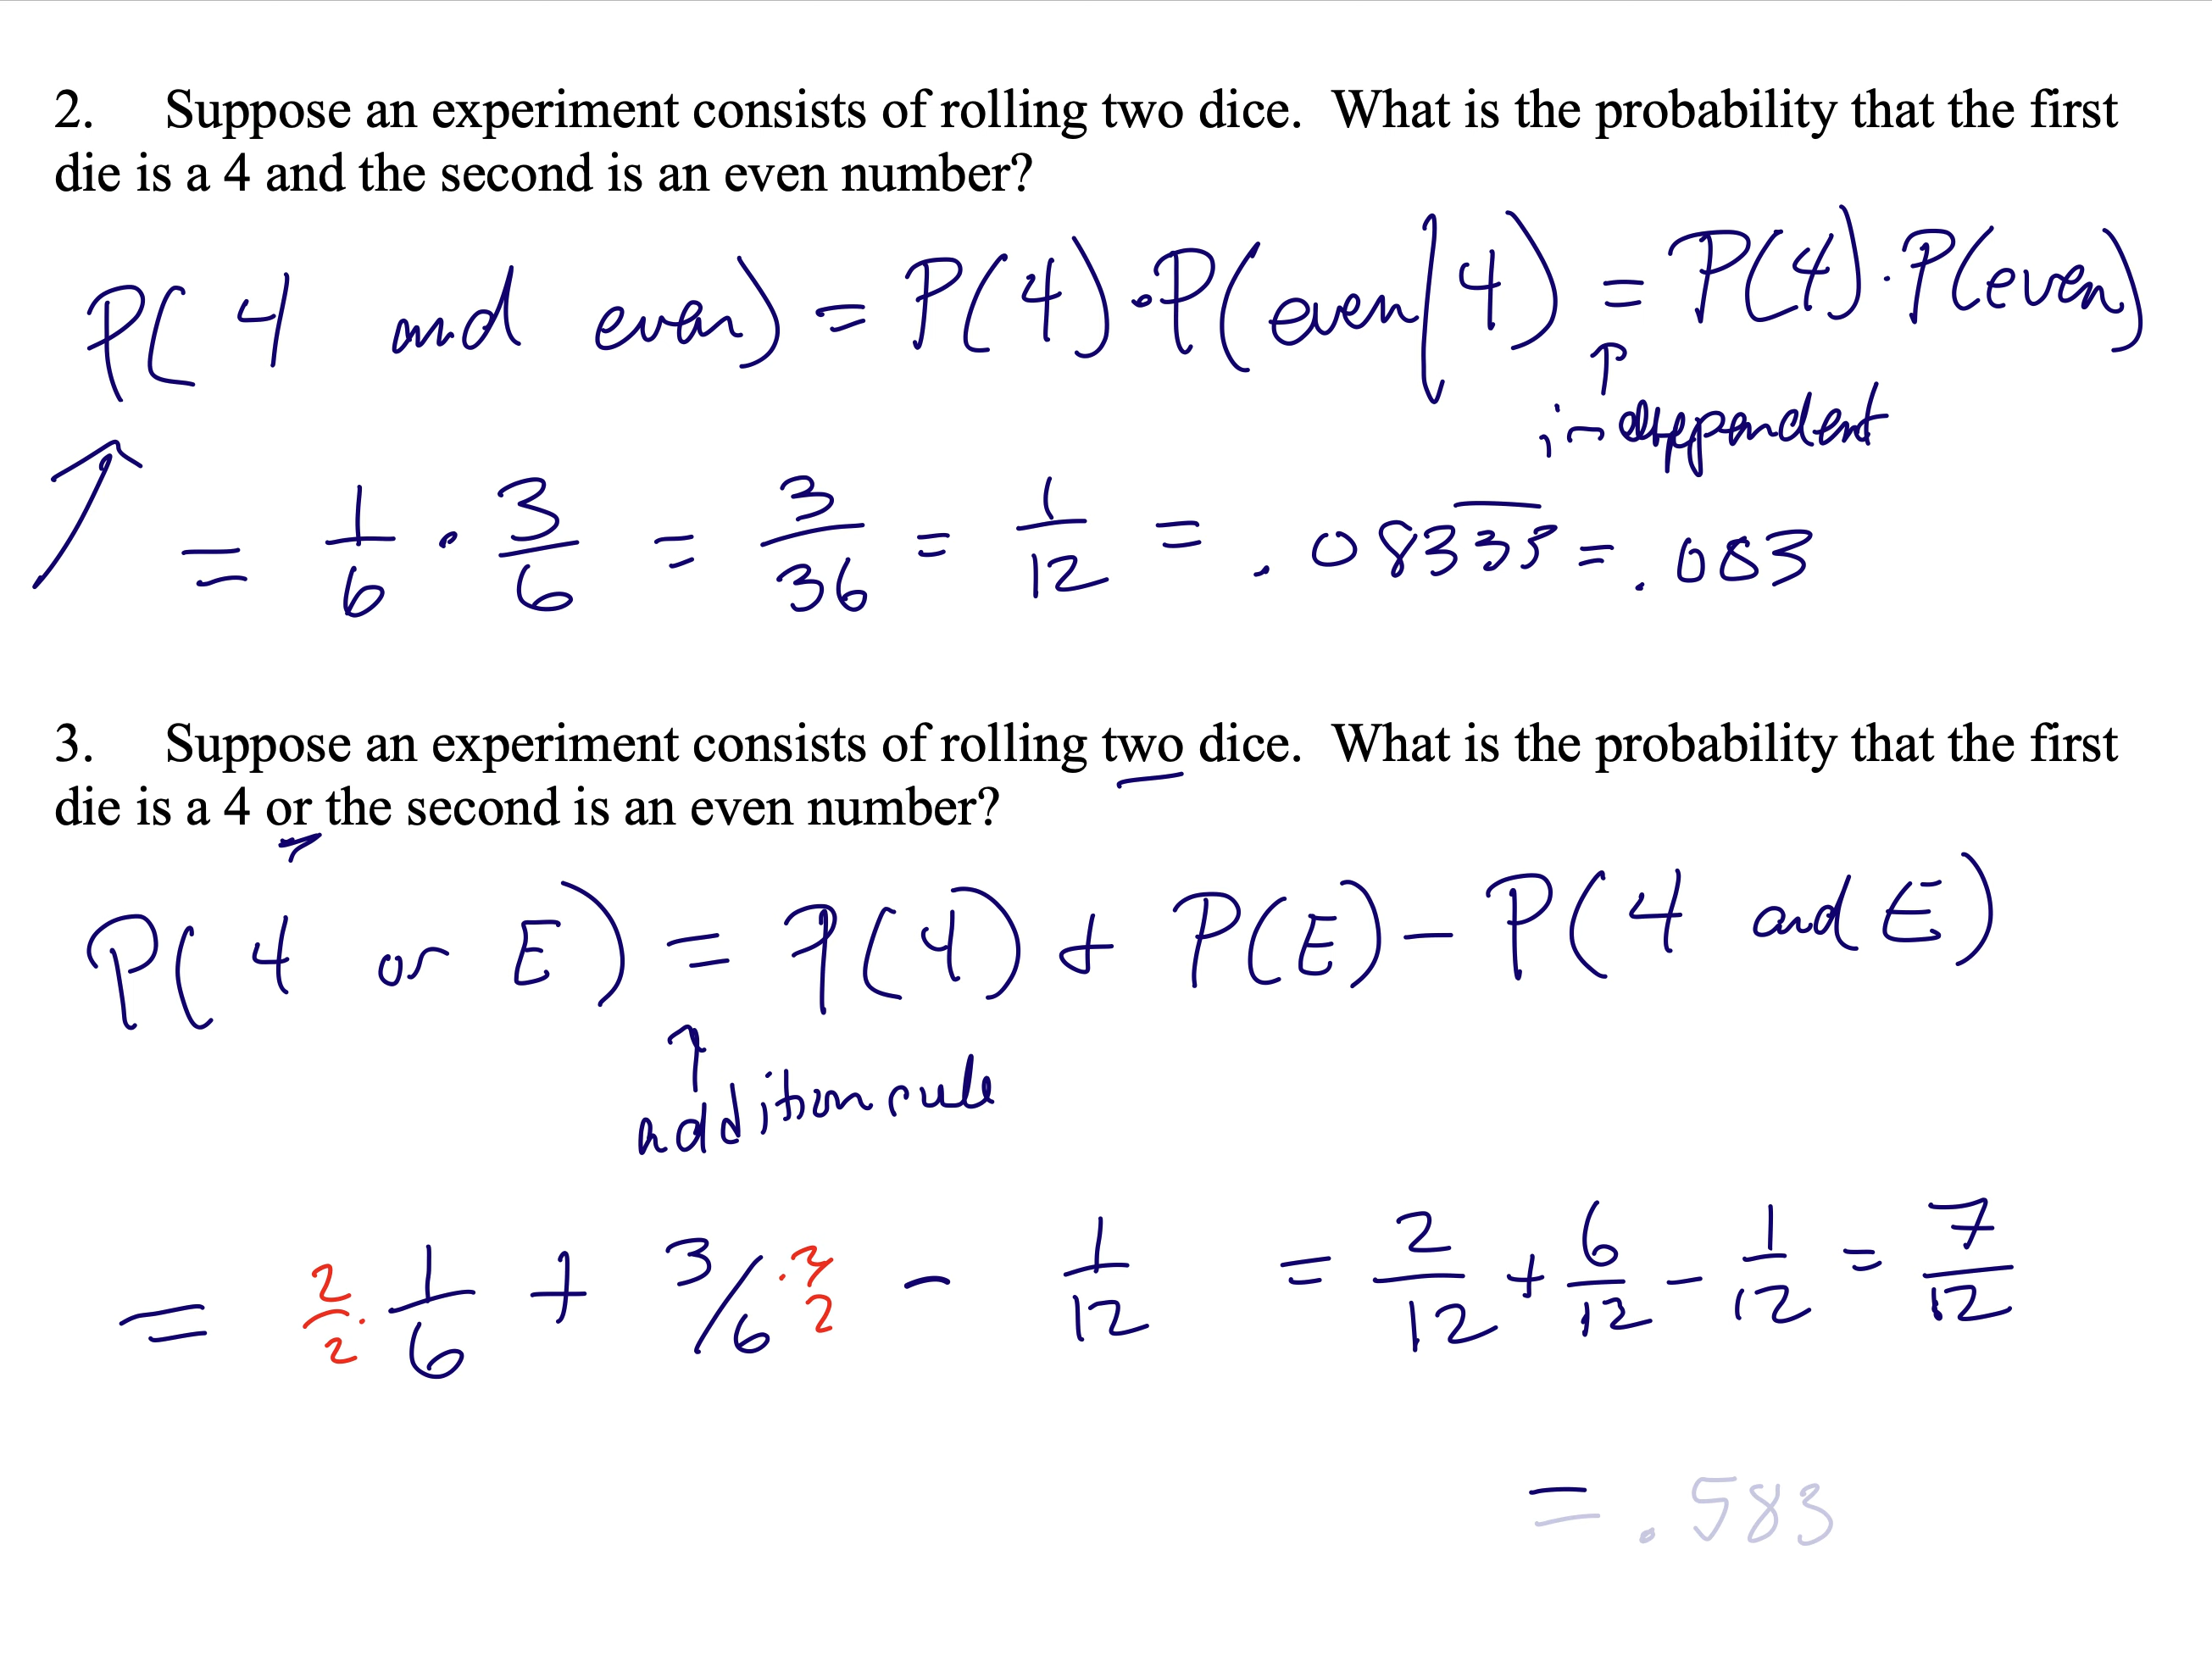 2. Suppose an experiment consists of rolling two dice. What is the probability that the first
die is a 4 and the second is an even number?
P(4 and even) = P(4)·P(even|4) = P(4)·P(even)
↑
independent
= 1/6 · 3/6 = 3/36 = 1/12 = .08333 = .083
3. Suppose an experiment consists of rolling two dice. What is the probability that the first
die is a 4 or the second is an even number?
P(4 or E) = P(4) + P(E) - P(4 and E)
↑
addition rule
= 2/2 · 1/6 + 3/6 · 2/2 - 1/12 = 2/12 + 6/12 - 1/12 = 7/12
= .583